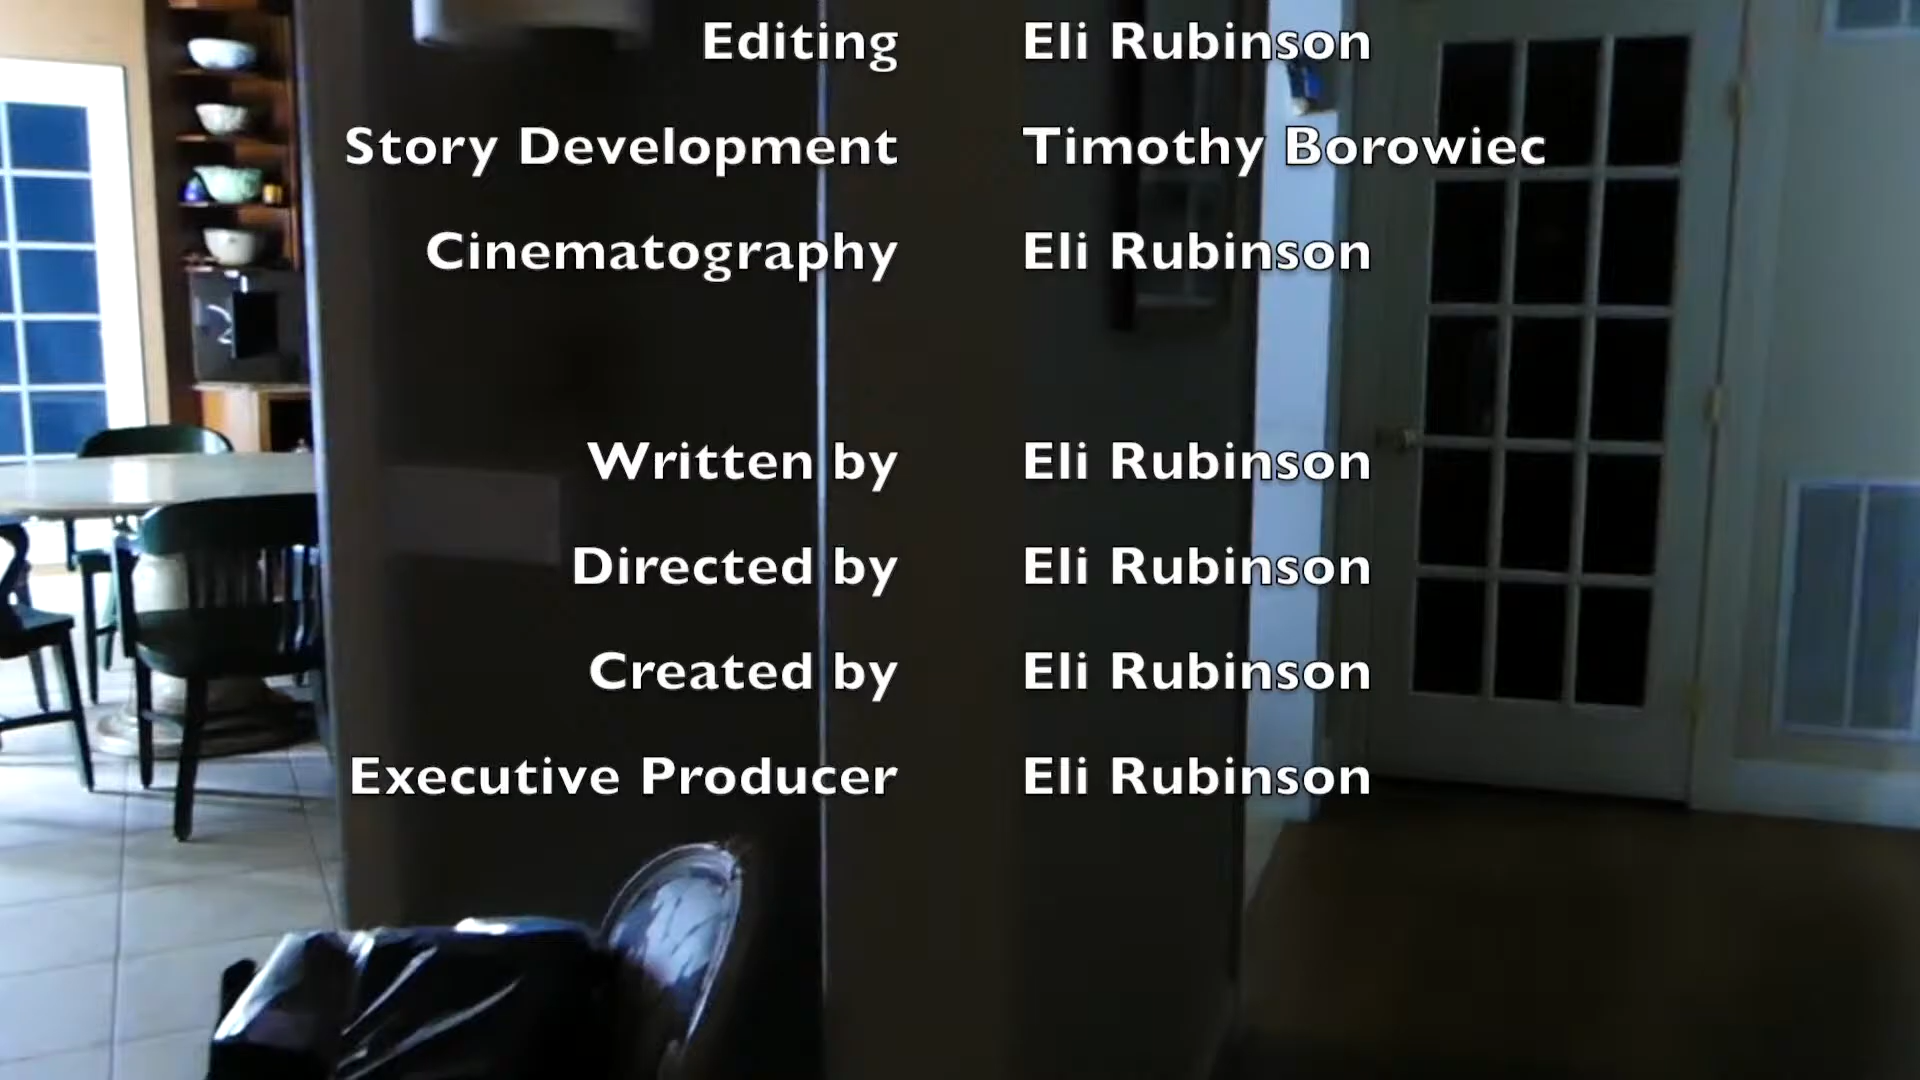 Editing Eli Rubinson
Story Development Timothy Borowiec
Cinematography Eli Rubinson
Written by Eli Rubinson
Directed by Eli Rubinson
Created by Eli Rubinson
Executive Producer Eli Rubinson